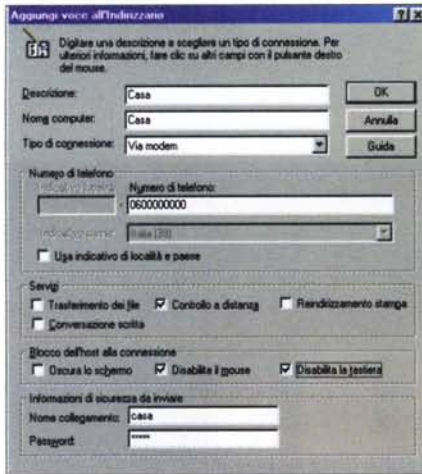 Aggiungi voce all'Indirizzario
Digitare una descrizione a scegliere un tipo di connessione. Per
ulteriori informazioni, fare clic su altri campi con il pulsante destro
del mouse.
Descrizione: Casa OK
Nome computer: Casa Annulla
Tipo di connessione: Via modem Guida
Numero di telefono
Numero di telefono:
- 0600000000
Italia (39)
Usa indicativo di località e paese
Servizi
Trasferimento dei file Controllo a distanza Reindirizzamento stampa
Conversazione scritta
Blocco dell'host alla connessione
Oscura lo schermo Disabilita il mouse Disabilita la tastiera
Informazioni di sicurezza da inviare
Nome collegamento: casa
Password: *****